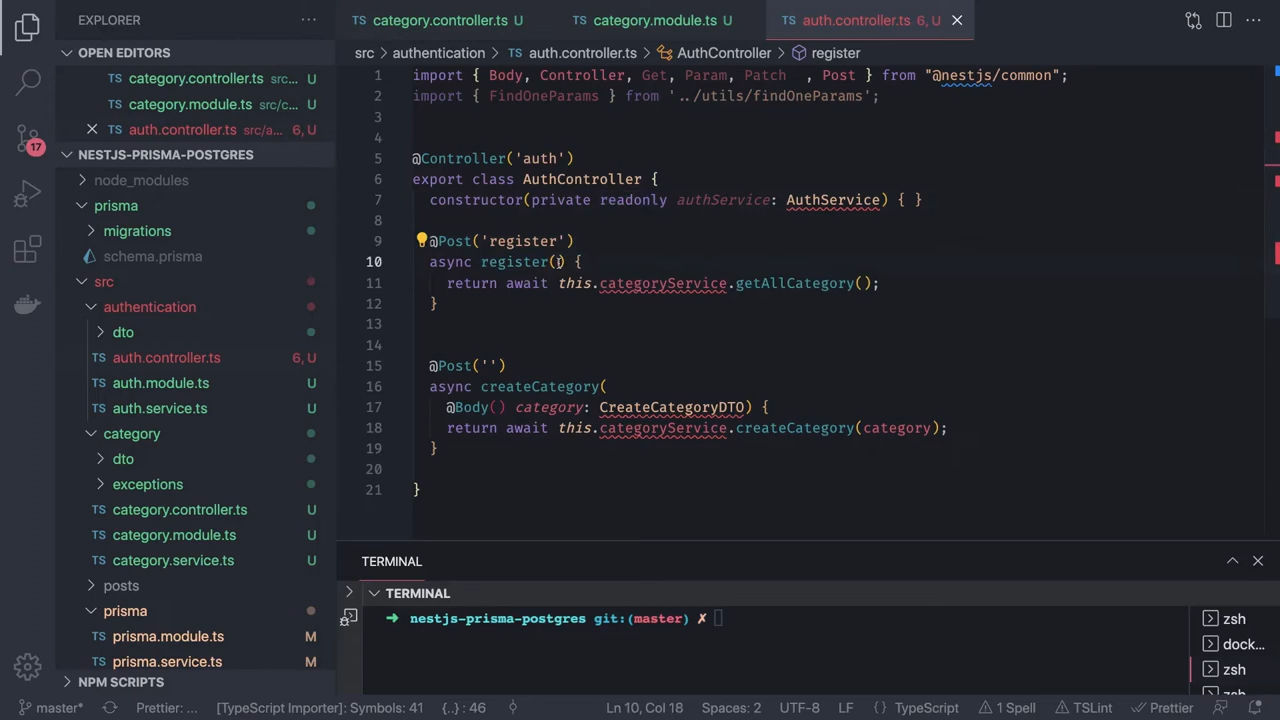 EXPLORER
OPEN EDITORS
TS category.controller.ts src... U
TS category.module.ts src/c... U
TS auth.controller.ts src/a... 6, U
NESTJS-PRISMA-POSTGRES
node_modules
prisma
migrations
schema.prisma
src
authentication
dto
TS auth.controller.ts 6, U
TS auth.module.ts U
TS auth.service.ts U
category
dto
exceptions
TS category.controller.ts U
TS category.module.ts U
TS category.service.ts U
posts
prisma
TS prisma.module.ts M
TS prisma.service.ts M
NPM SCRIPTS
17
TS category.controller.ts U
TS category.module.ts U
TS auth.controller.ts 6, U
src > authentication > TS auth.controller.ts > AuthController > register
1 import { Body, Controller, Get, Param, Patch , Post } from "@nestjs/common";
2 import { FindOneParams } from '../utils/findOneParams';
3
4
5 @Controller('auth')
6 export class AuthController {
7 constructor(private readonly authService: AuthService) { }
8
9 @Post('register')
10 async register() {
11 return await this.categoryService.getAllCategory();
12 }
13
14
15 @Post('')
16 async createCategory(
17 @Body() category: CreateCategoryDTO) {
18 return await this.categoryService.createCategory(category);
19 }
20
21 }
TERMINAL
TERMINAL
➜ nestjs-prisma-postgres git:(master) ✗
zsh
dock...
zsh
master* Prettier: ... [TypeScript Importer]: Symbols: 41 {..} : 46 Ln 10, Col 18 Spaces: 2 UTF-8 LF {} TypeScript 1 Spell TSLint Prettier